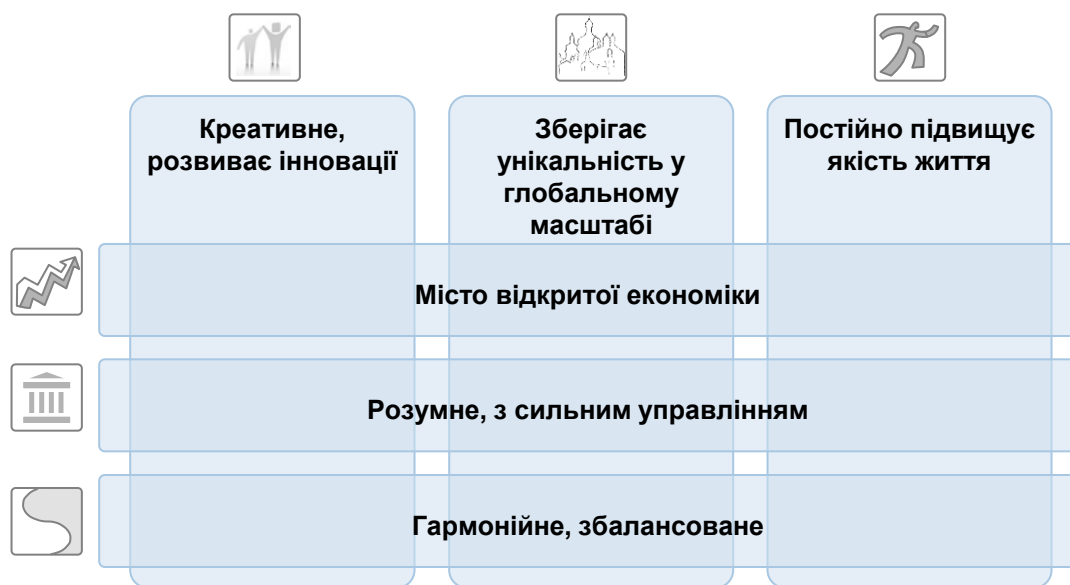 Креативне,
розвиває інновації
Зберігає
унікальність у
глобальному
масштабі
Постійно підвищує
якість життя
Місто відкритої економіки
Розумне, з сильним управлінням
Гармонійне, збалансоване